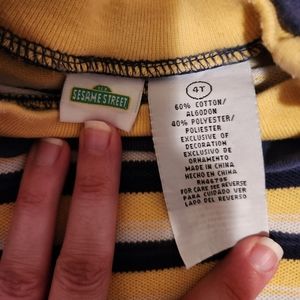 SESAME STREET
4T
60% COTTON/
ALGODON
40% POLYESTER/
POLIESTER
EXCLUSIVE OF
DECORATION
EXCLUSIVO DE
ORNAMENTO
MADE IN CHINA
HECHO EN CHINA
FOR CARE SEE REVERSE
PARA CUIDADO VER
LADO DEL REVERSO